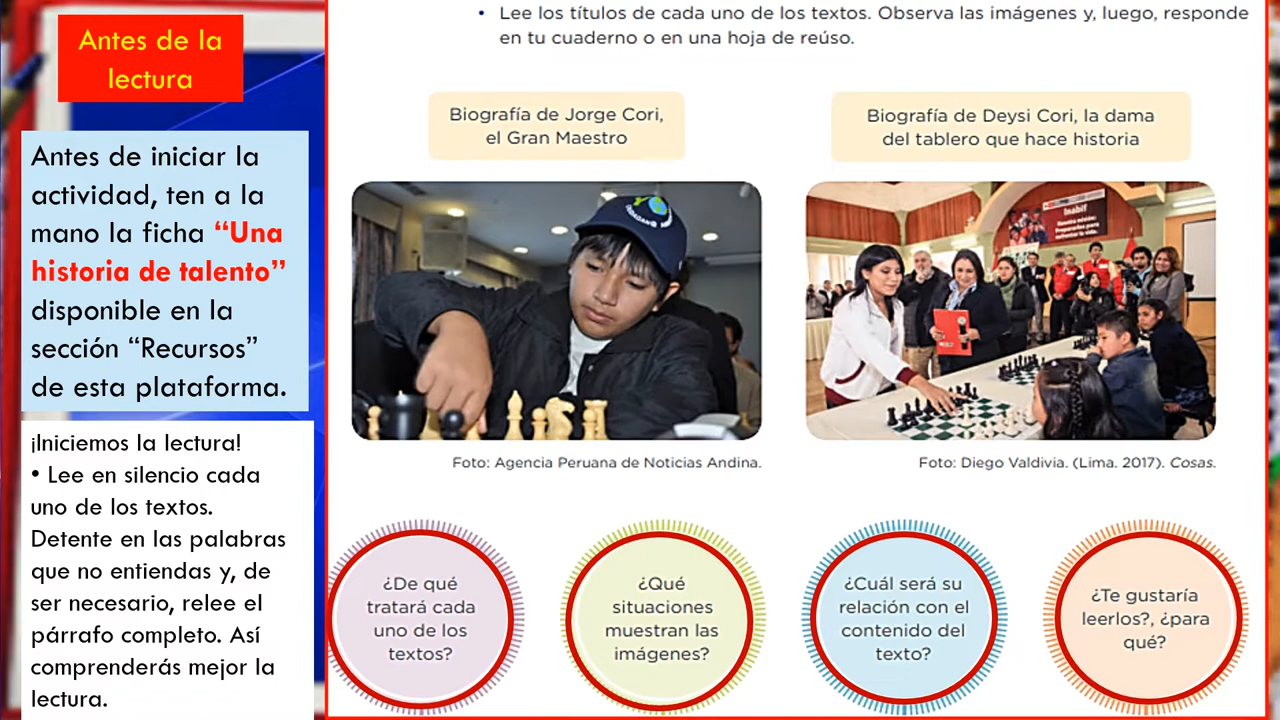 Antes de la
lectura
Antes de iniciar la
actividad, ten a la
mano la ficha “Una
historia de talento”
disponible en la
sección “Recursos”
de esta plataforma.
¡Iniciemos la lectura!
• Lee en silencio cada
uno de los textos.
Detente en las palabras
que no entiendas y, de
ser necesario, relee el
párrafo completo. Así
comprenderás mejor la
lectura.
• Lee los títulos de cada uno de los textos. Observa las imágenes y, luego, responde
en tu cuaderno o en una hoja de reúso.
Biografía de Jorge Cori,
el Gran Maestro
Biografía de Deysi Cori, la dama
del tablero que hace historia
Inabif
Foto: Agencia Peruana de Noticias Andina.
Foto: Diego Valdivia. (Lima. 2017). Cosas.
¿De qué
tratará cada
uno de los
textos?
¿Qué
situaciones
muestran las
imágenes?
¿Cuál será su
relación con el
contenido del
texto?
¿Te gustaría
leerlos?, ¿para
qué?